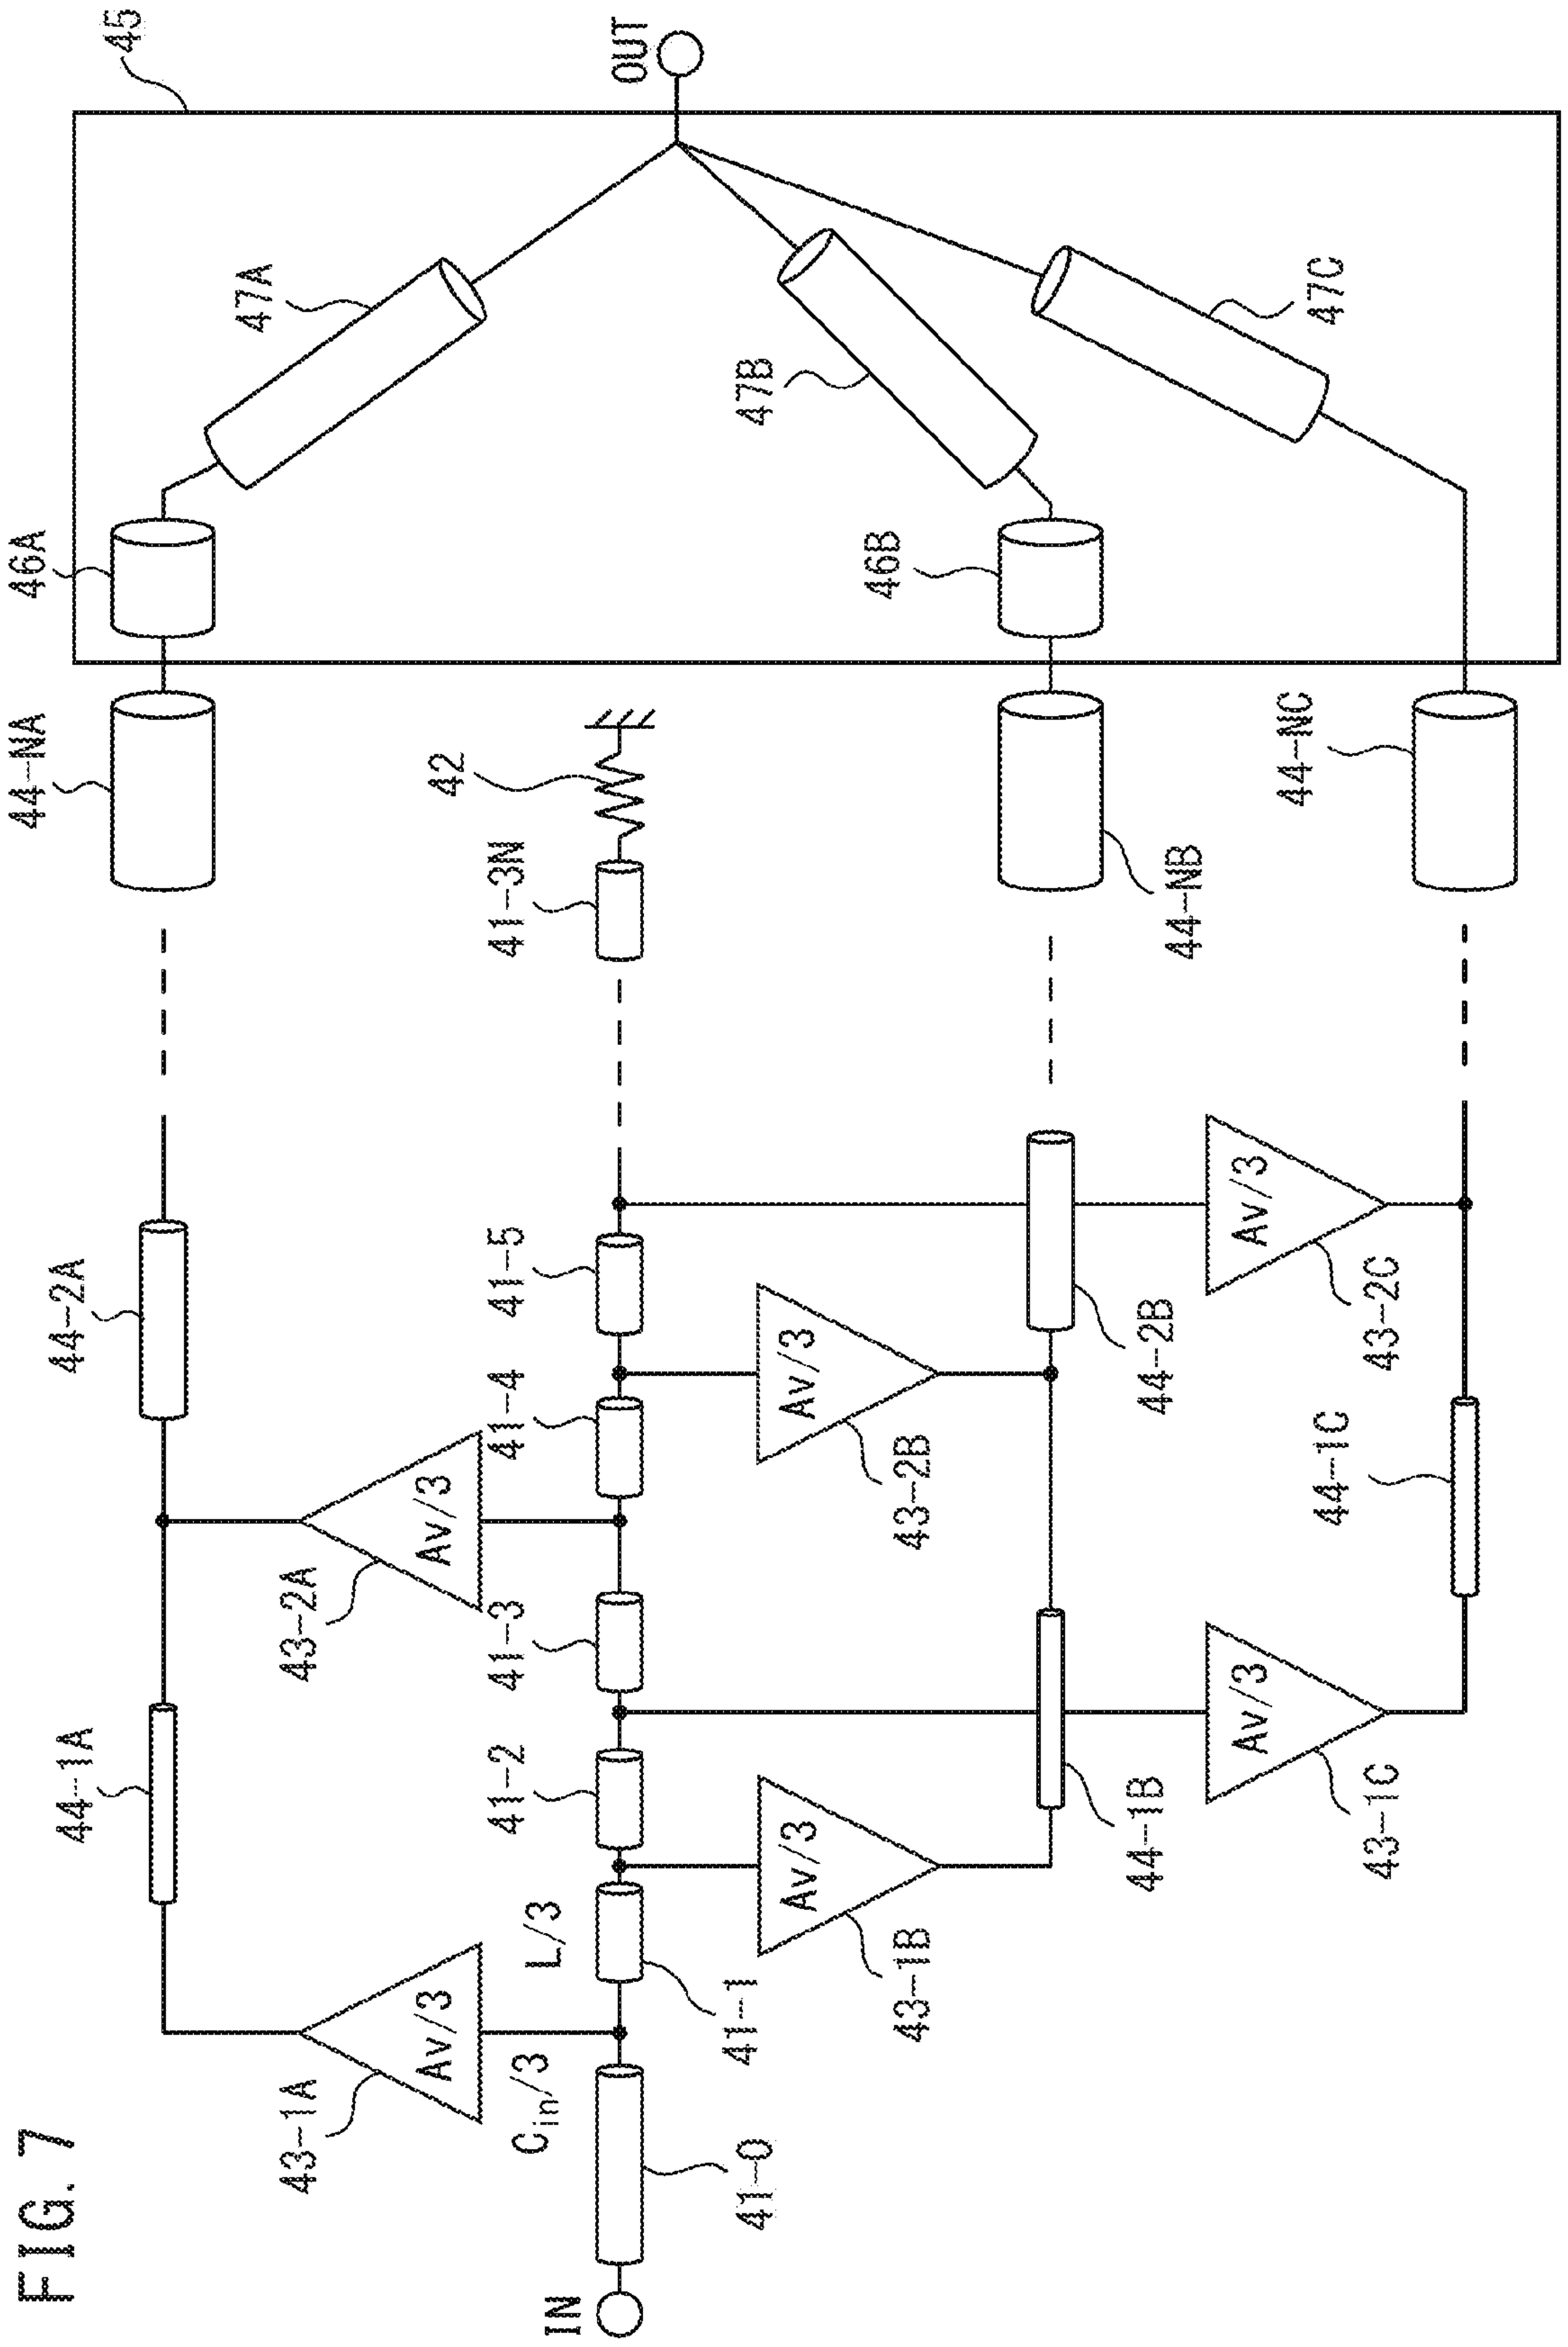 FIG. 7
45
OUT
47A
47B
47C
46A
46B
44-NA
42
41-3N
44-NB
44-NC
44-2A
41-5
Av/3
44-2B
43-2C
41-4
Av/3
43-2B
44-1C
Av/3
43-2A
41-3
44-1A
41-2
44-1B
Av/3
43-1C
L/3
Av/3
43-1B
41-1
Av/3
43-1A
Cin/3
41-0
IN